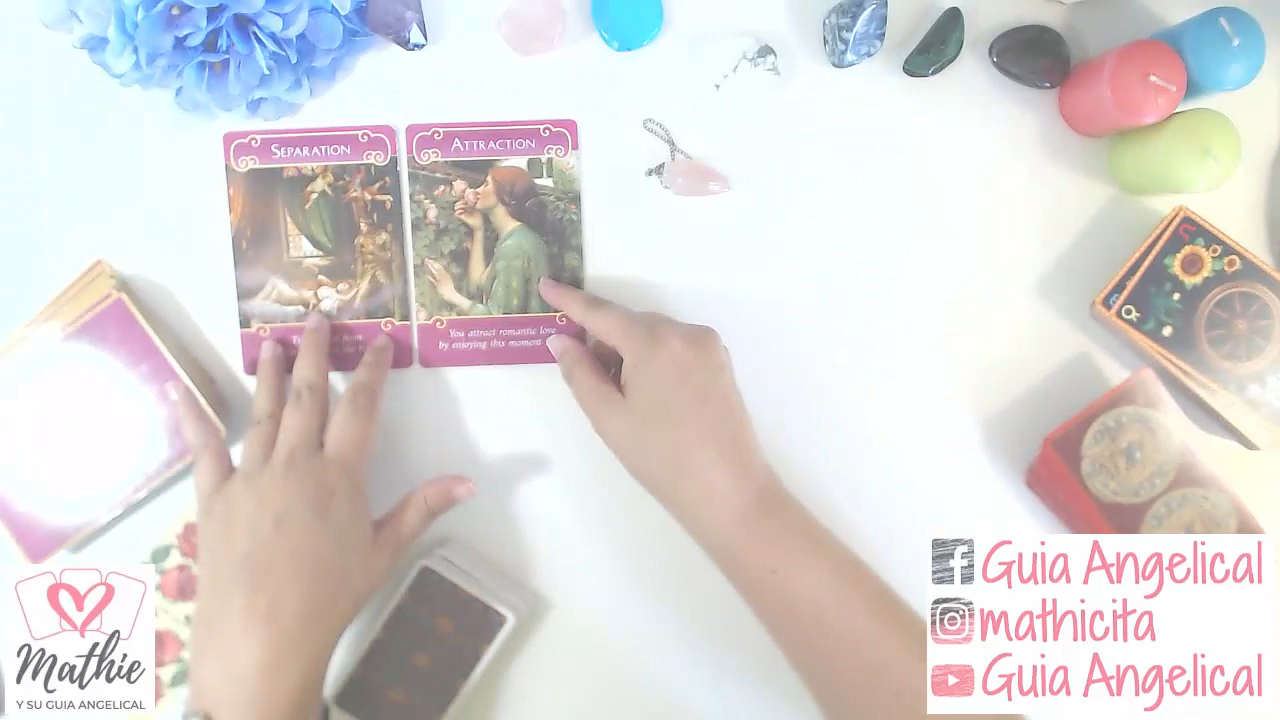 SEPARATION
ATTRACTION
You attract romantic love
by enjoying this moment
Guia Angelical
mathicita
Guia Angelical
Mathie
Y SU GUIA ANGELICAL